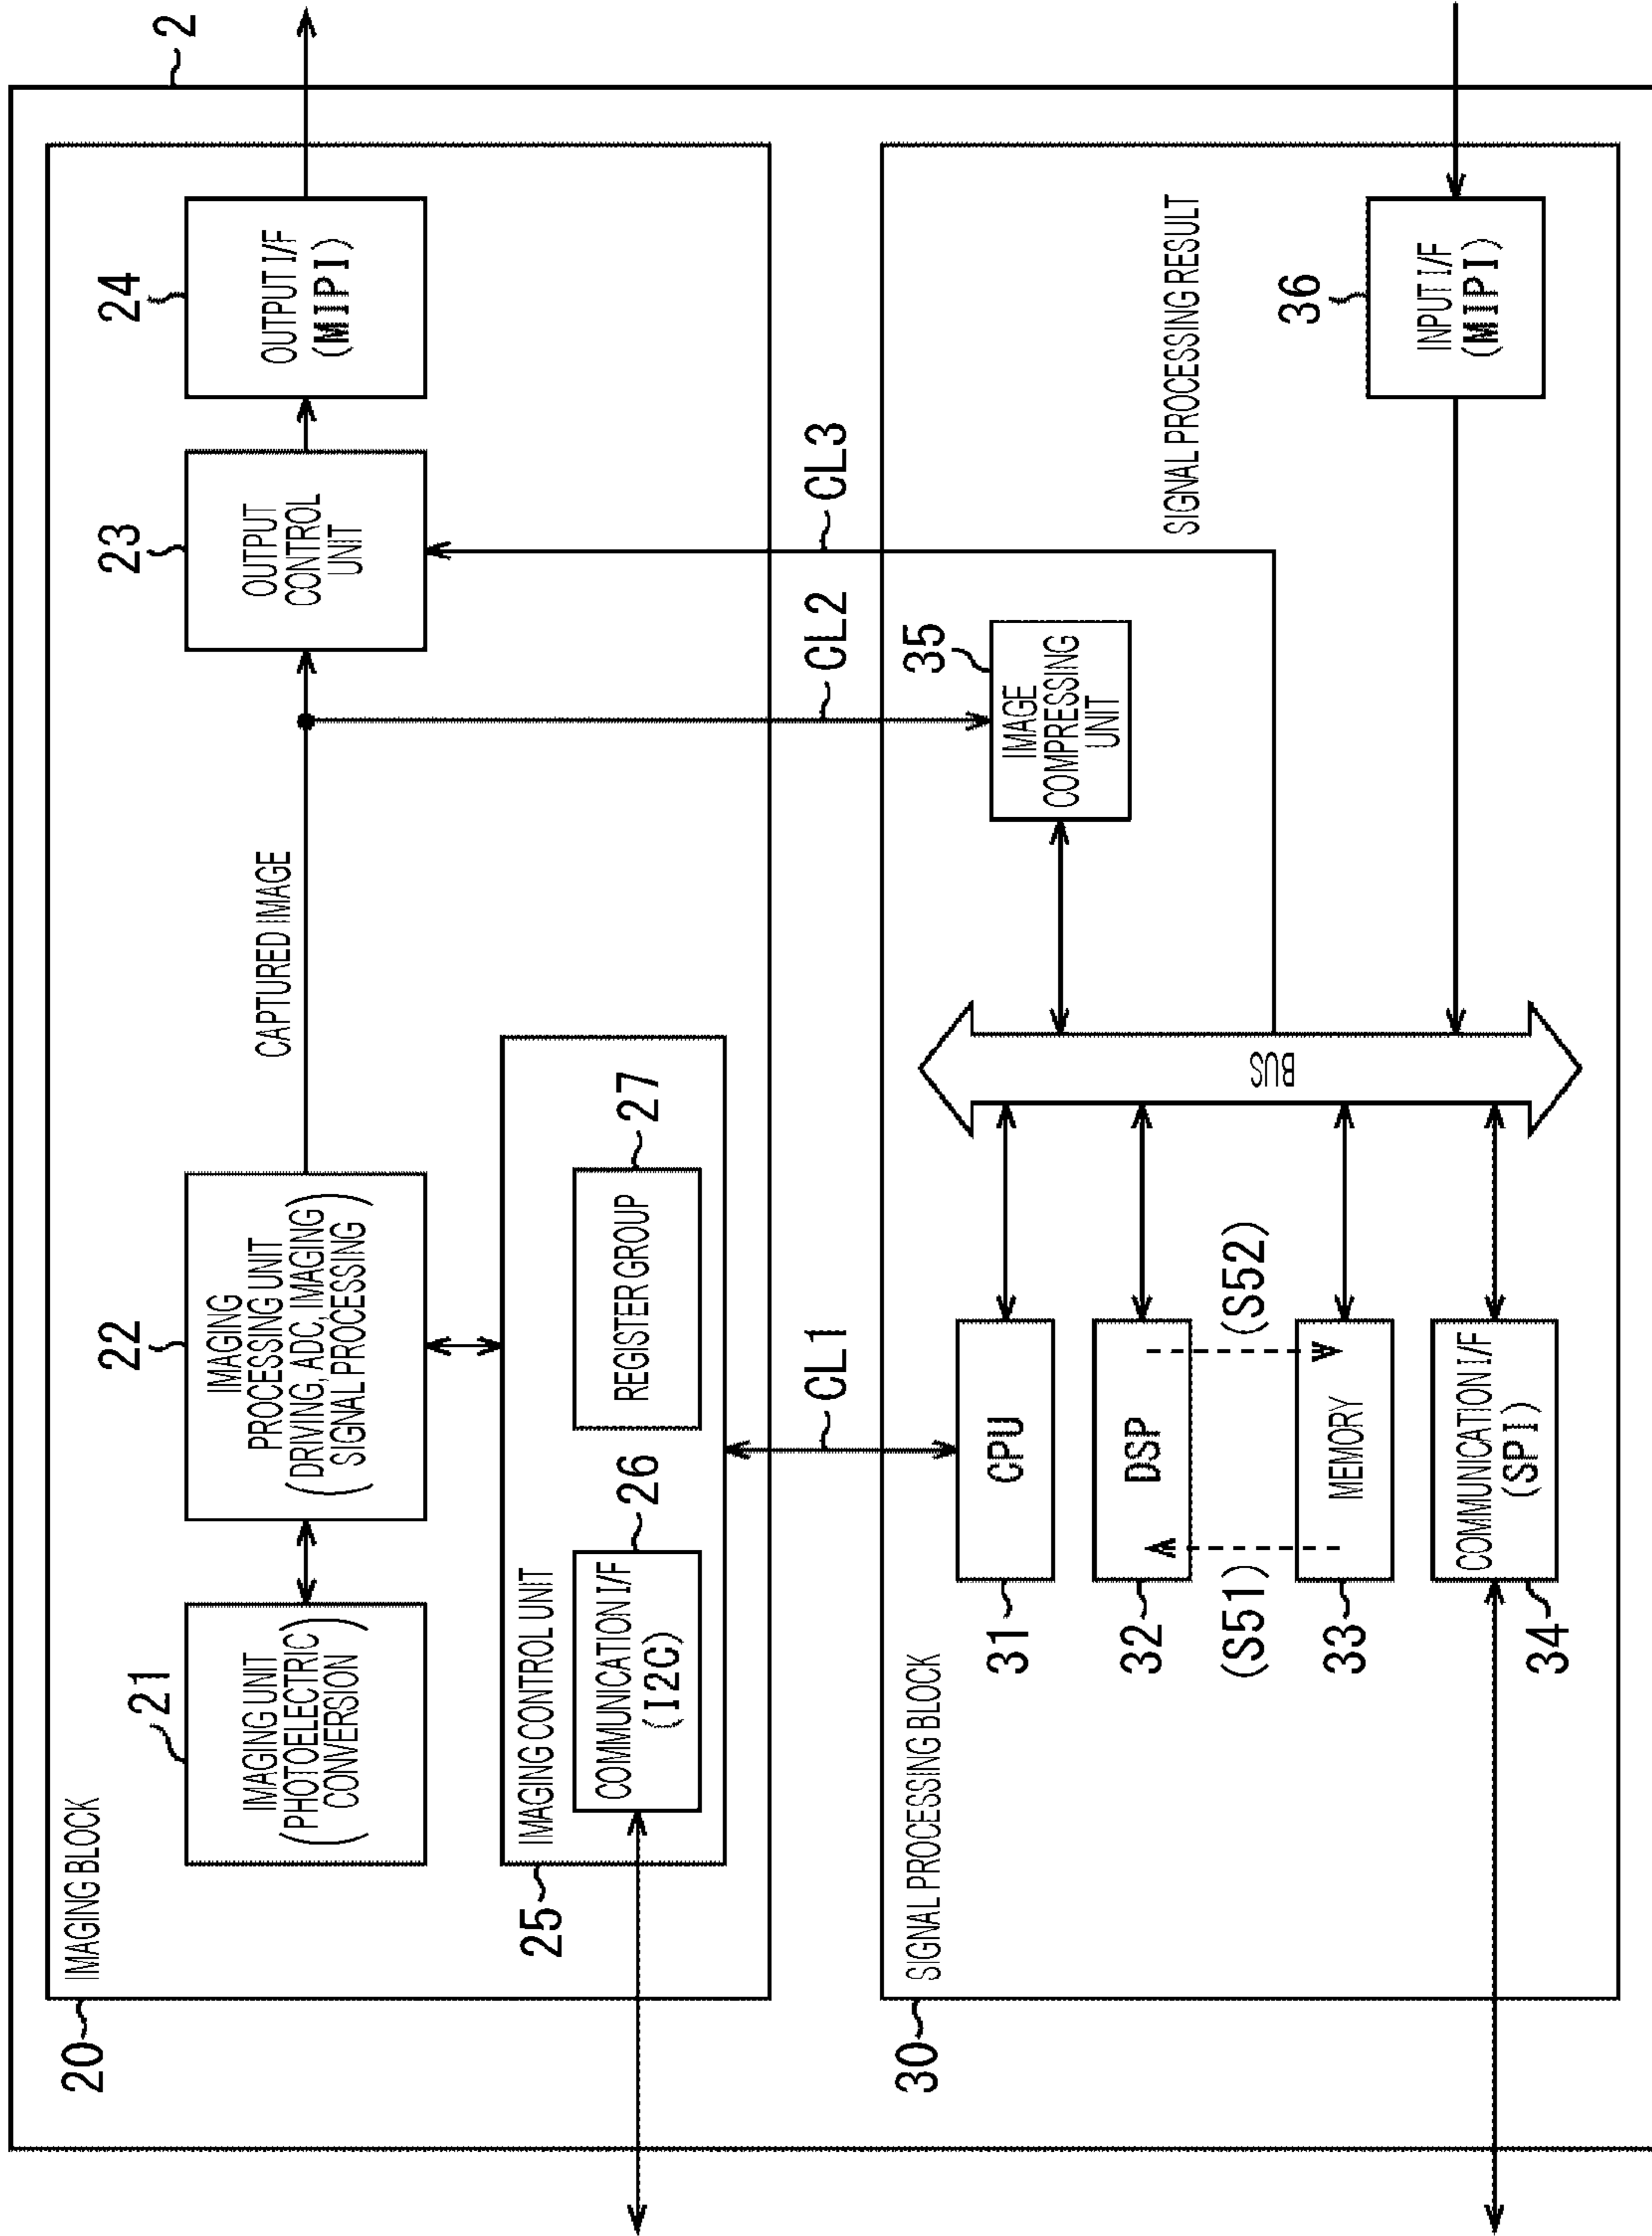 2
20
IMAGING BLOCK
21
IMAGING UNIT
(PHOTOELECTRIC
CONVERSION)
22
IMAGING
PROCESSING UNIT
(DRIVING, ADC, IMAGING
SIGNAL PROCESSING)
CAPTURED IMAGE
23
OUTPUT
CONTROL
UNIT
24
OUTPUT I/F
(MIPI)
25
IMAGING CONTROL UNIT
26
COMMUNICATION I/F
(I2C)
27
REGISTER GROUP
CL1
CL2
CL3
30
SIGNAL PROCESSING BLOCK
31
CPU
32
DSP
(S51)
(S52)
33
MEMORY
34
COMMUNICATION I/F
(SPI)
BUS
35
IMAGE
COMPRESSING
UNIT
SIGNAL PROCESSING RESULT
36
INPUT I/F
(MIPI)